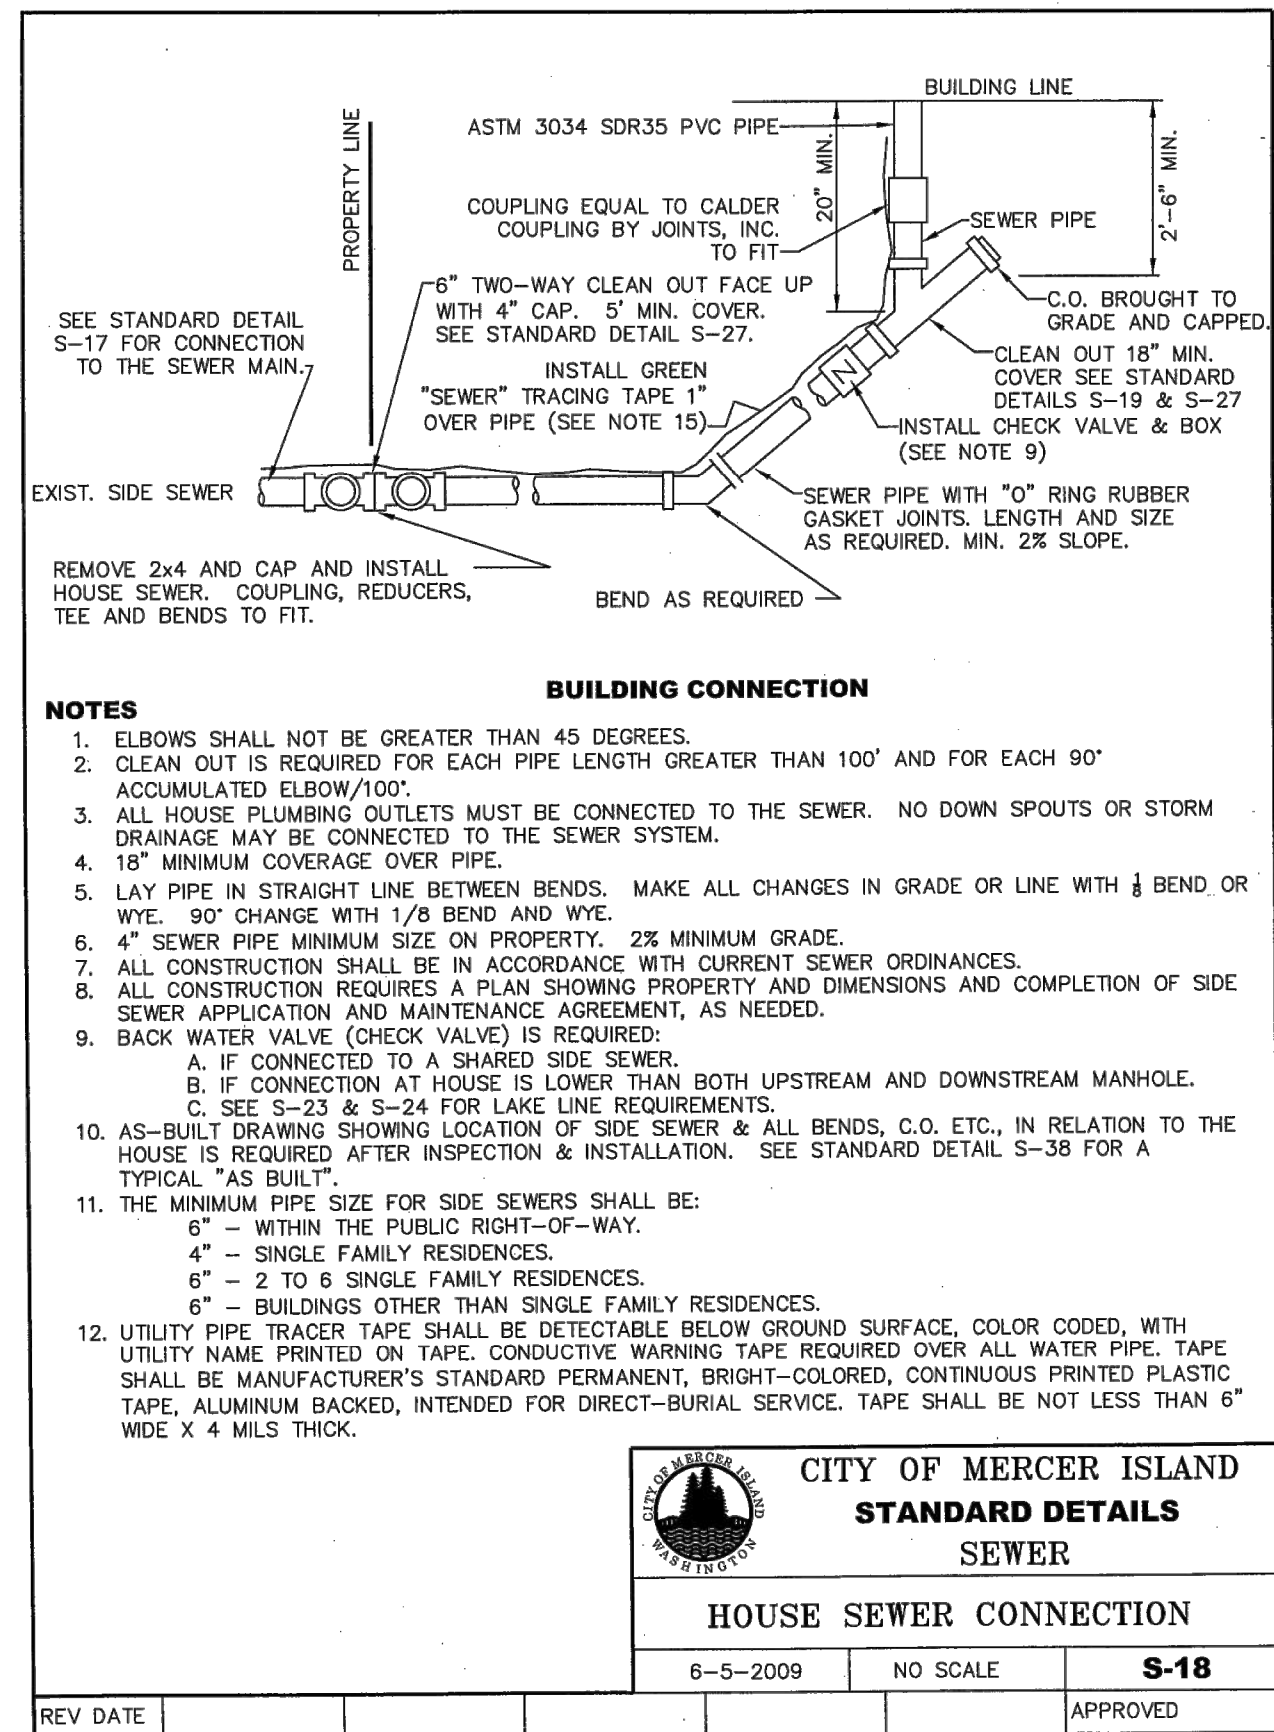 BUILDING LINE
PROPERTY LINE
ASTM 3034 SDR35 PVC PIPE
20" MIN.
2'-6" MIN.
COUPLING EQUAL TO CALDER
COUPLING BY JOINTS, INC.
TO FIT
SEWER PIPE
6" TWO-WAY CLEAN OUT FACE UP
WITH 4" CAP. 5' MIN. COVER.
SEE STANDARD DETAIL S-27.
C.O. BROUGHT TO
GRADE AND CAPPED.
SEE STANDARD DETAIL
S-17 FOR CONNECTION
TO THE SEWER MAIN.
CLEAN OUT 18" MIN.
COVER SEE STANDARD
DETAILS S-19 & S-27
INSTALL GREEN
"SEWER" TRACING TAPE 1"
OVER PIPE (SEE NOTE 15)
N
INSTALL CHECK VALVE & BOX
(SEE NOTE 9)
EXIST. SIDE SEWER
SEWER PIPE WITH "O" RING RUBBER
GASKET JOINTS. LENGTH AND SIZE
AS REQUIRED. MIN. 2% SLOPE.
REMOVE 2x4 AND CAP AND INSTALL
HOUSE SEWER. COUPLING, REDUCERS,
TEE AND BENDS TO FIT.
BEND AS REQUIRED
BUILDING CONNECTION
NOTES
1. ELBOWS SHALL NOT BE GREATER THAN 45 DEGREES.
2. CLEAN OUT IS REQUIRED FOR EACH PIPE LENGTH GREATER THAN 100' AND FOR EACH 90°
ACCUMULATED ELBOW/100°.
3. ALL HOUSE PLUMBING OUTLETS MUST BE CONNECTED TO THE SEWER. NO DOWN SPOUTS OR STORM
DRAINAGE MAY BE CONNECTED TO THE SEWER SYSTEM.
4. 18" MINIMUM COVERAGE OVER PIPE.
5. LAY PIPE IN STRAIGHT LINE BETWEEN BENDS. MAKE ALL CHANGES IN GRADE OR LINE WITH 1/8 BEND OR
WYE. 90° CHANGE WITH 1/8 BEND AND WYE.
6. 4" SEWER PIPE MINIMUM SIZE ON PROPERTY. 2% MINIMUM GRADE.
7. ALL CONSTRUCTION SHALL BE IN ACCORDANCE WITH CURRENT SEWER ORDINANCES.
8. ALL CONSTRUCTION REQUIRES A PLAN SHOWING PROPERTY AND DIMENSIONS AND COMPLETION OF SIDE
SEWER APPLICATION AND MAINTENANCE AGREEMENT, AS NEEDED.
9. BACK WATER VALVE (CHECK VALVE) IS REQUIRED:
A. IF CONNECTED TO A SHARED SIDE SEWER.
B. IF CONNECTION AT HOUSE IS LOWER THAN BOTH UPSTREAM AND DOWNSTREAM MANHOLE.
C. SEE S-23 & S-24 FOR LAKE LINE REQUIREMENTS.
10. AS-BUILT DRAWING SHOWING LOCATION OF SIDE SEWER & ALL BENDS, C.O. ETC., IN RELATION TO THE
HOUSE IS REQUIRED AFTER INSPECTION & INSTALLATION. SEE STANDARD DETAIL S-38 FOR A
TYPICAL "AS BUILT".
11. THE MINIMUM PIPE SIZE FOR SIDE SEWERS SHALL BE:
6" - WITHIN THE PUBLIC RIGHT-OF-WAY.
4" - SINGLE FAMILY RESIDENCES.
6" - 2 TO 6 SINGLE FAMILY RESIDENCES.
6" - BUILDINGS OTHER THAN SINGLE FAMILY RESIDENCES.
12. UTILITY PIPE TRACER TAPE SHALL BE DETECTABLE BELOW GROUND SURFACE, COLOR CODED, WITH
UTILITY NAME PRINTED ON TAPE. CONDUCTIVE WARNING TAPE REQUIRED OVER ALL WATER PIPE. TAPE
SHALL BE MANUFACTURER'S STANDARD PERMANENT, BRIGHT-COLORED, CONTINUOUS PRINTED PLASTIC
TAPE, ALUMINUM BACKED, INTENDED FOR DIRECT-BURIAL SERVICE. TAPE SHALL BE NOT LESS THAN 6"
WIDE X 4 MILS THICK.
CITY OF MERCER ISLAND
WASHINGTON
CITY OF MERCER ISLAND
STANDARD DETAILS
SEWER
HOUSE SEWER CONNECTION
6-5-2009 NO SCALE S-18
REV DATE APPROVED